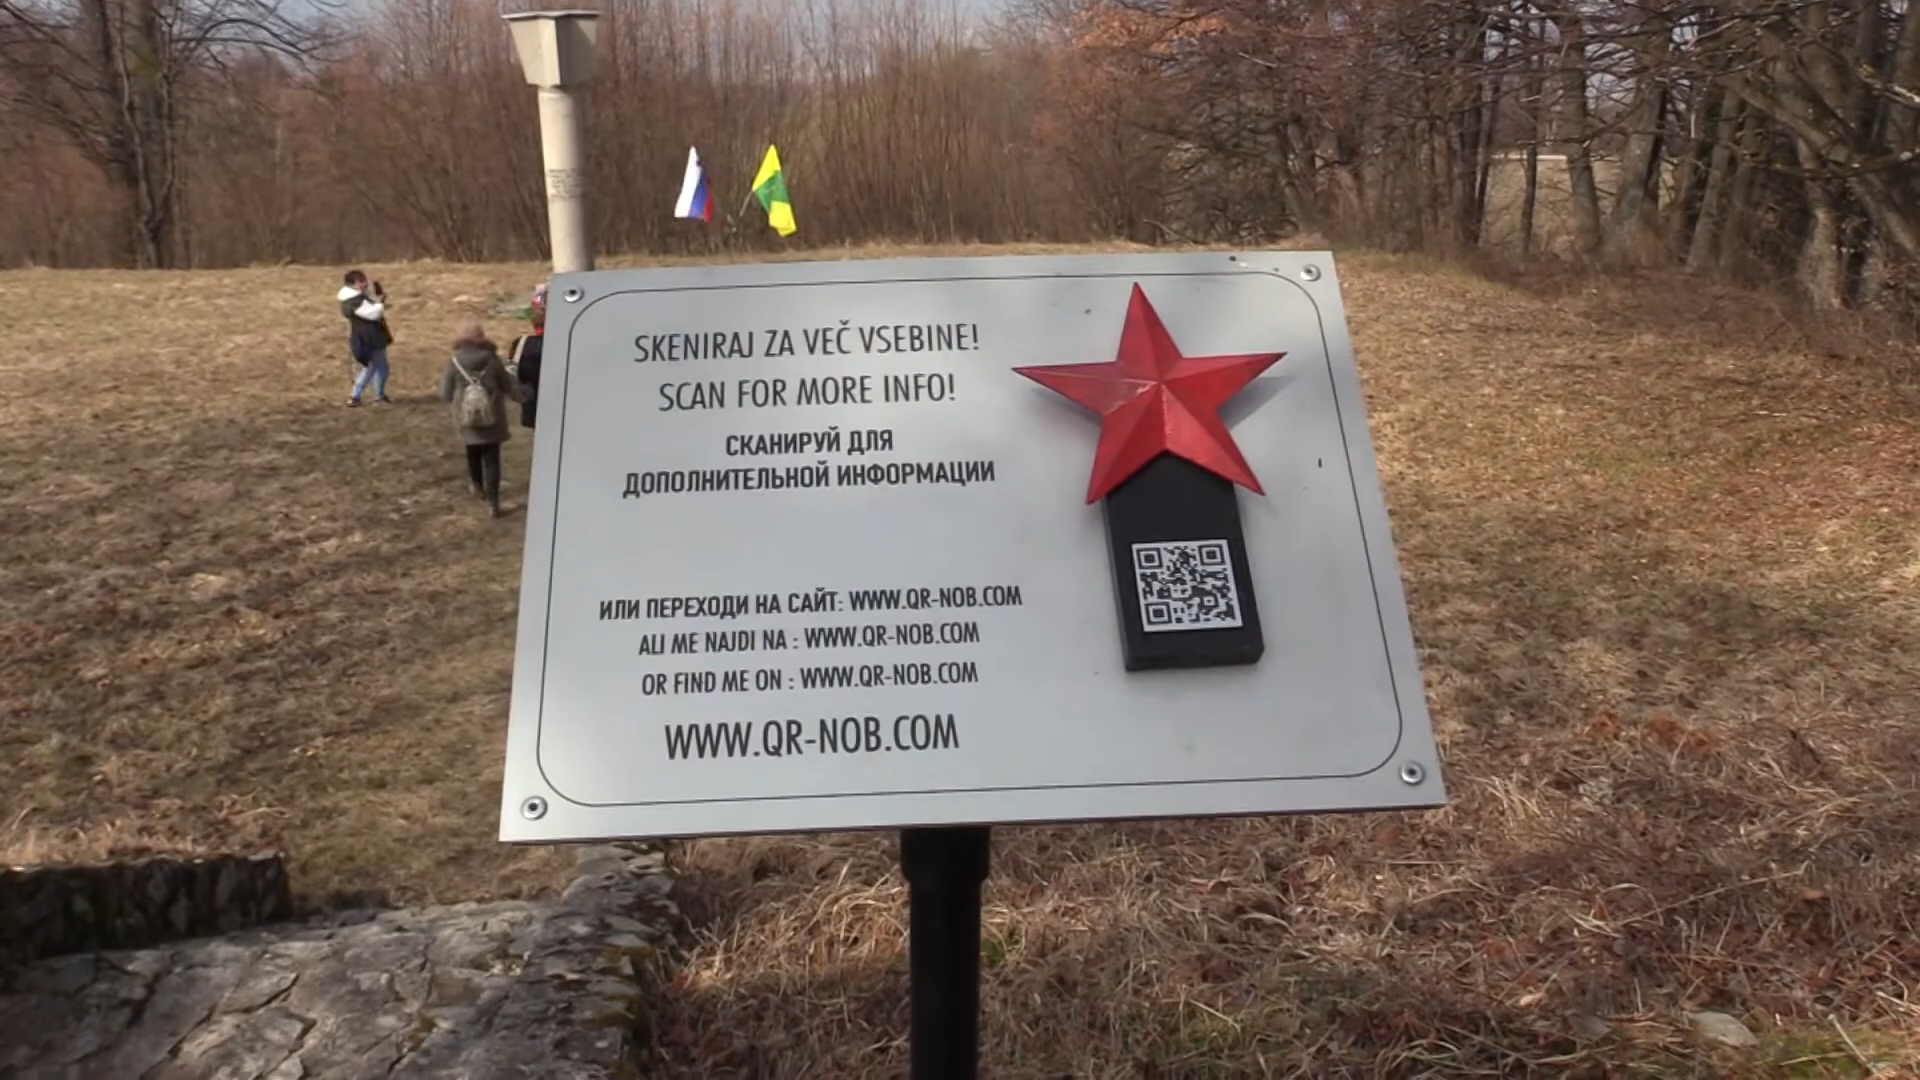 SKENIRAJ ZA VEČ VSEBINE!
SCAN FOR MORE INFO!
СКАНИРУЙ ДЛЯ
ДОПОЛНИТЕЛЬНОЙ ИНФОРМАЦИИ
ИЛИ ПЕРЕХОДИ НА САЙТ: WWW.QR-NOB.COM
ALI ME NAJDI NA : WWW.QR-NOB.COM
OR FIND ME ON : WWW.QR-NOB.COM
WWW.QR-NOB.COM